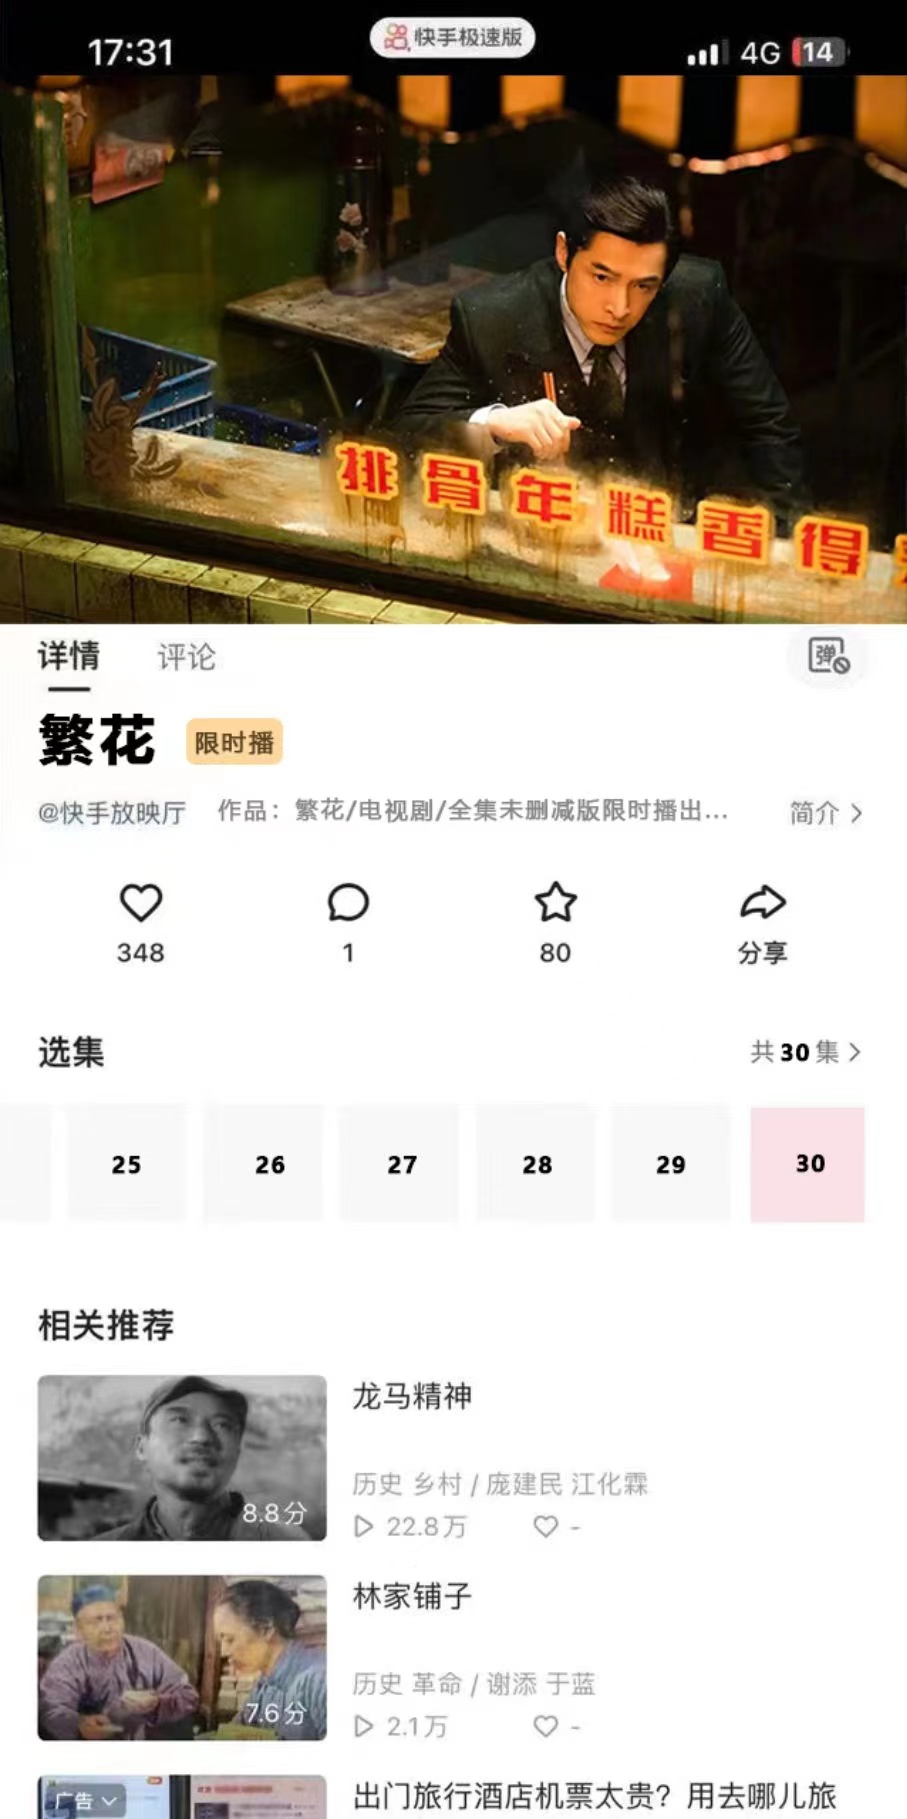 17:31
快手极速版
4G
14
排骨年糕香得
详情
评论
弹
繁花
限时播
@快手放映厅
作品：繁花/电视剧/全集未删减版限时播出...
简介
348
1
80
分享
选集
共30集
25
26
27
28
29
30
相关推荐
8.8分
龙马精神
历史 乡村 / 庞建民 江化霖
22.8万
-
7.6分
林家铺子
历史 革命 / 谢添 于蓝
2.1万
-
广告
出门旅行酒店机票太贵？用去哪儿旅